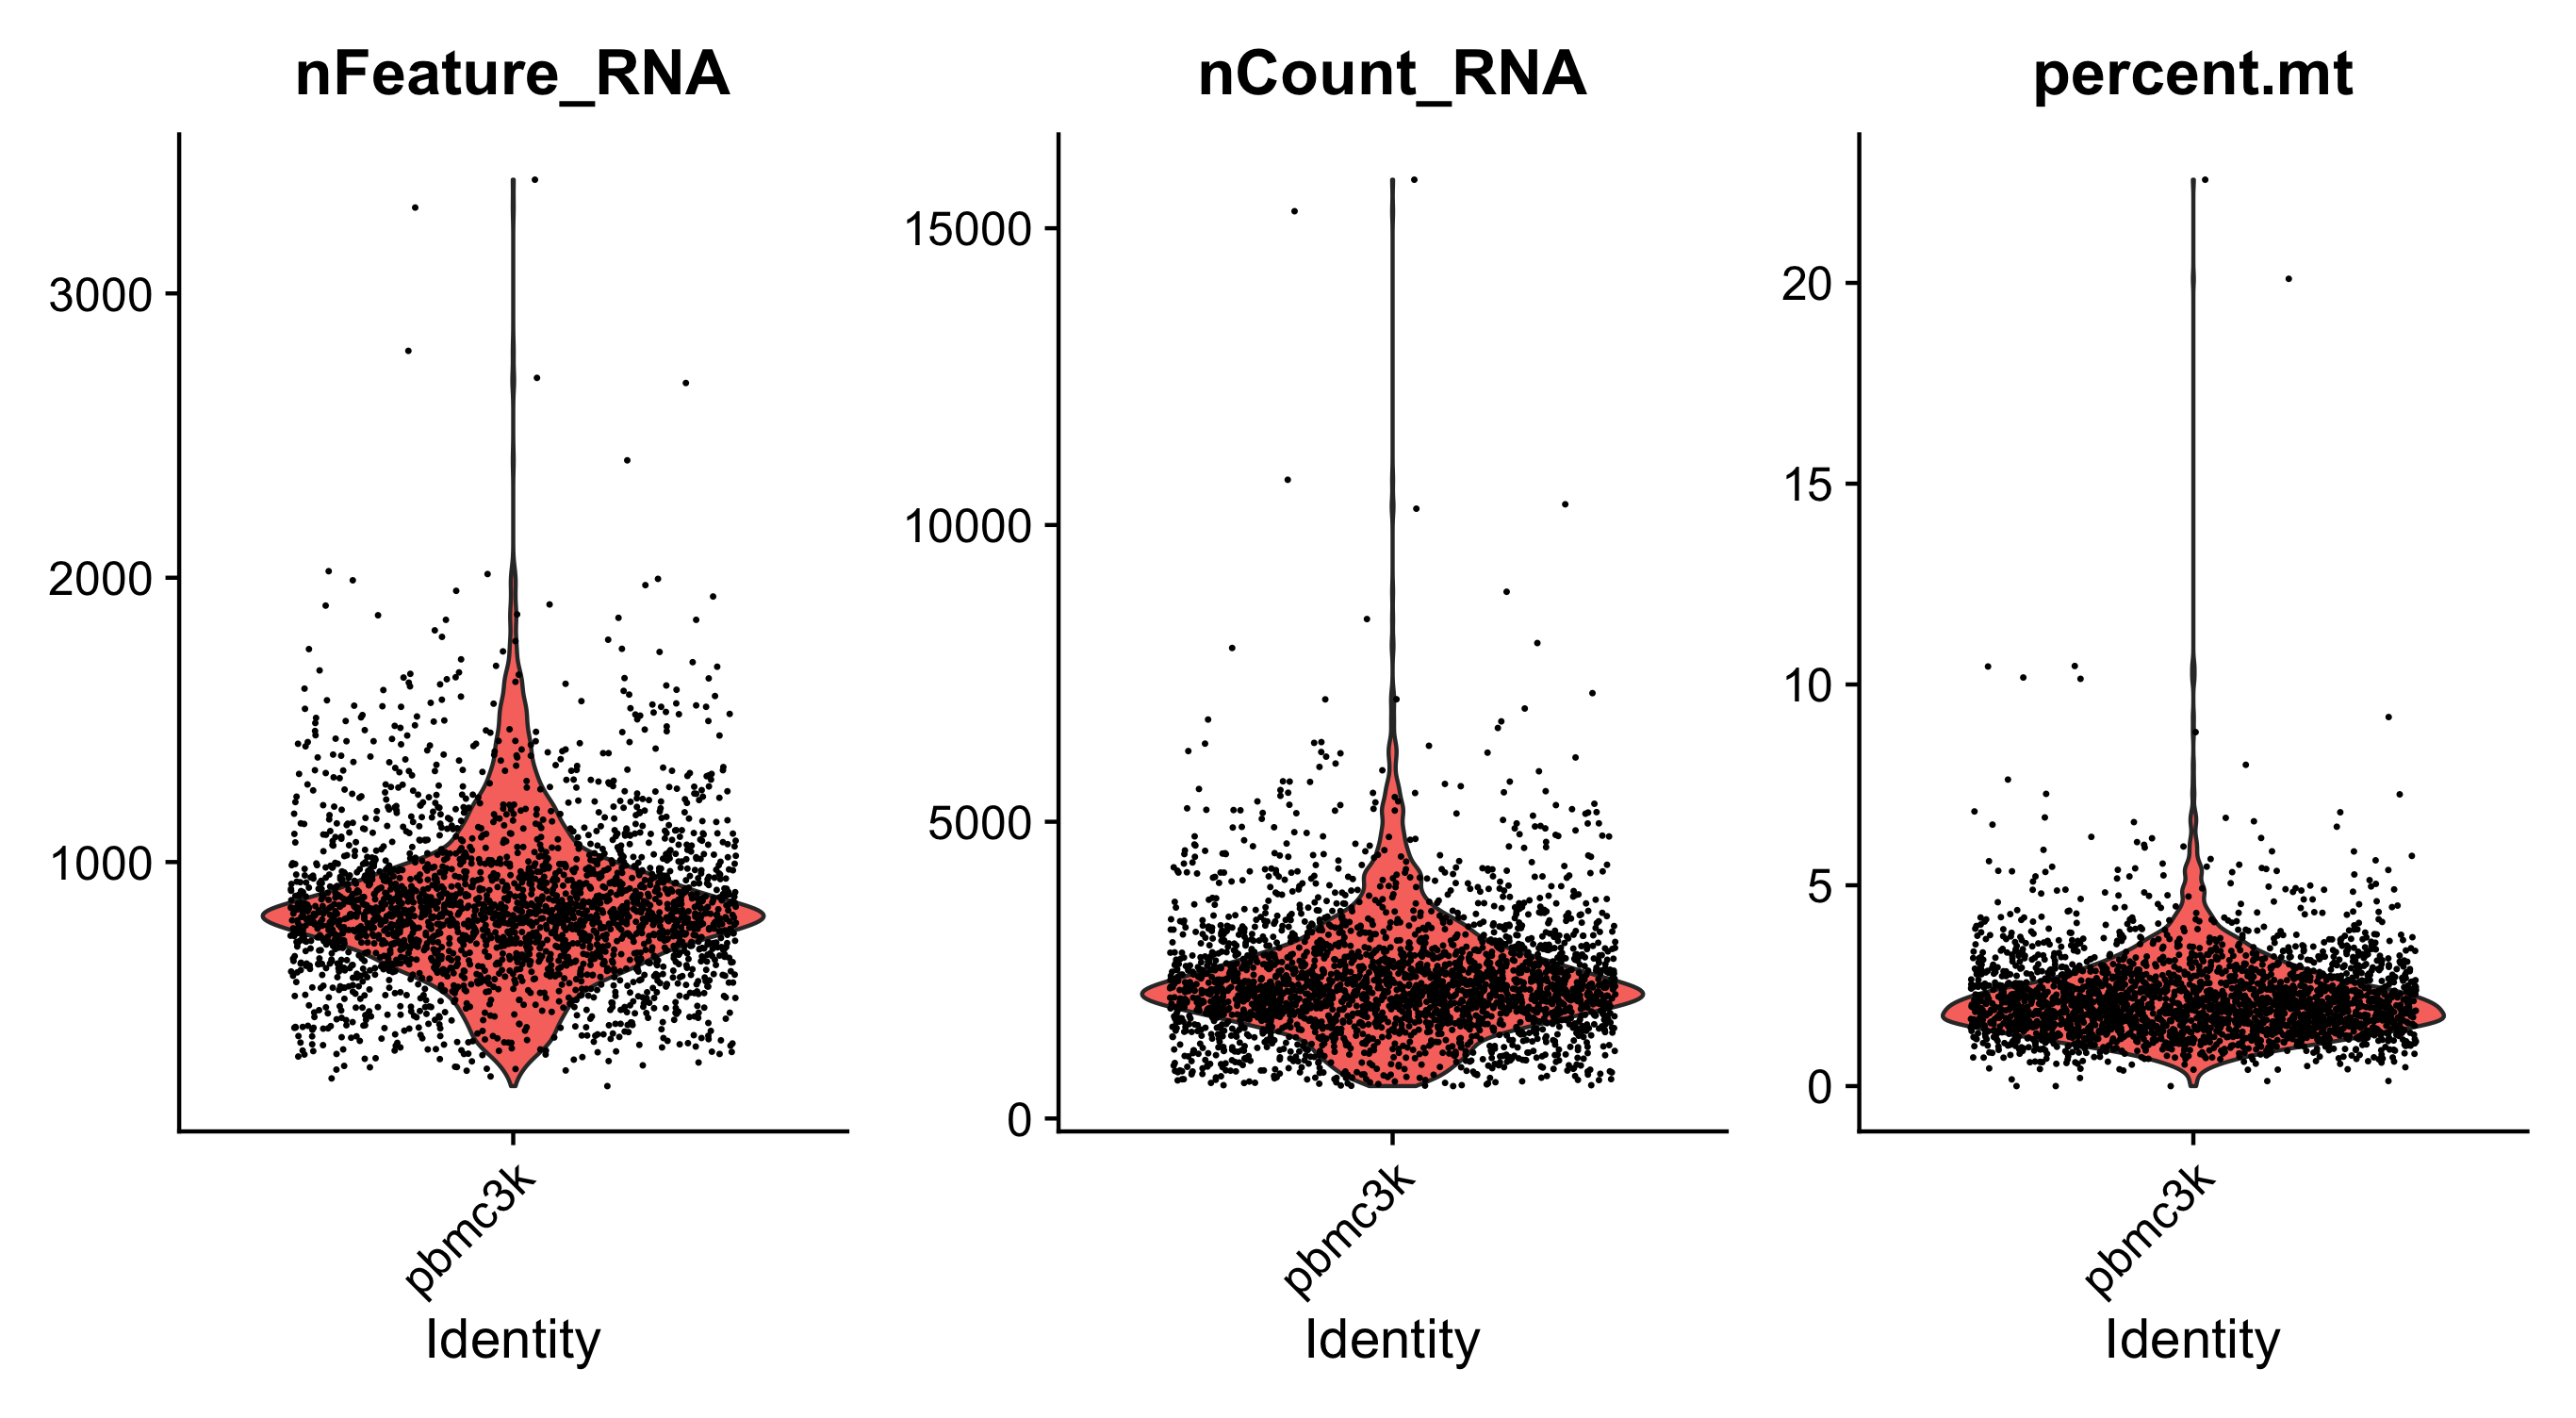 nFeature_RNA
3000
2000
1000
pbmc3k
Identity
nCount_RNA
15000
10000
5000
0
pbmc3k
Identity
percent.mt
20
15
10
5
0
pbmc3k
Identity